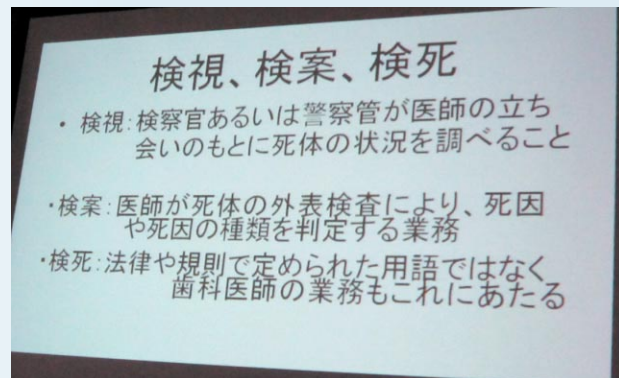 検視、検案、検死
・ 検視:検察官あるいは警察管が医師の立ち
会いのもとに死体の状況を調べること
・検案:医師が死体の外表検査により、死因
や死因の種類を判定する業務
・検死:法律や規則で定められた用語ではなく
歯科医師の業務もこれにあたる